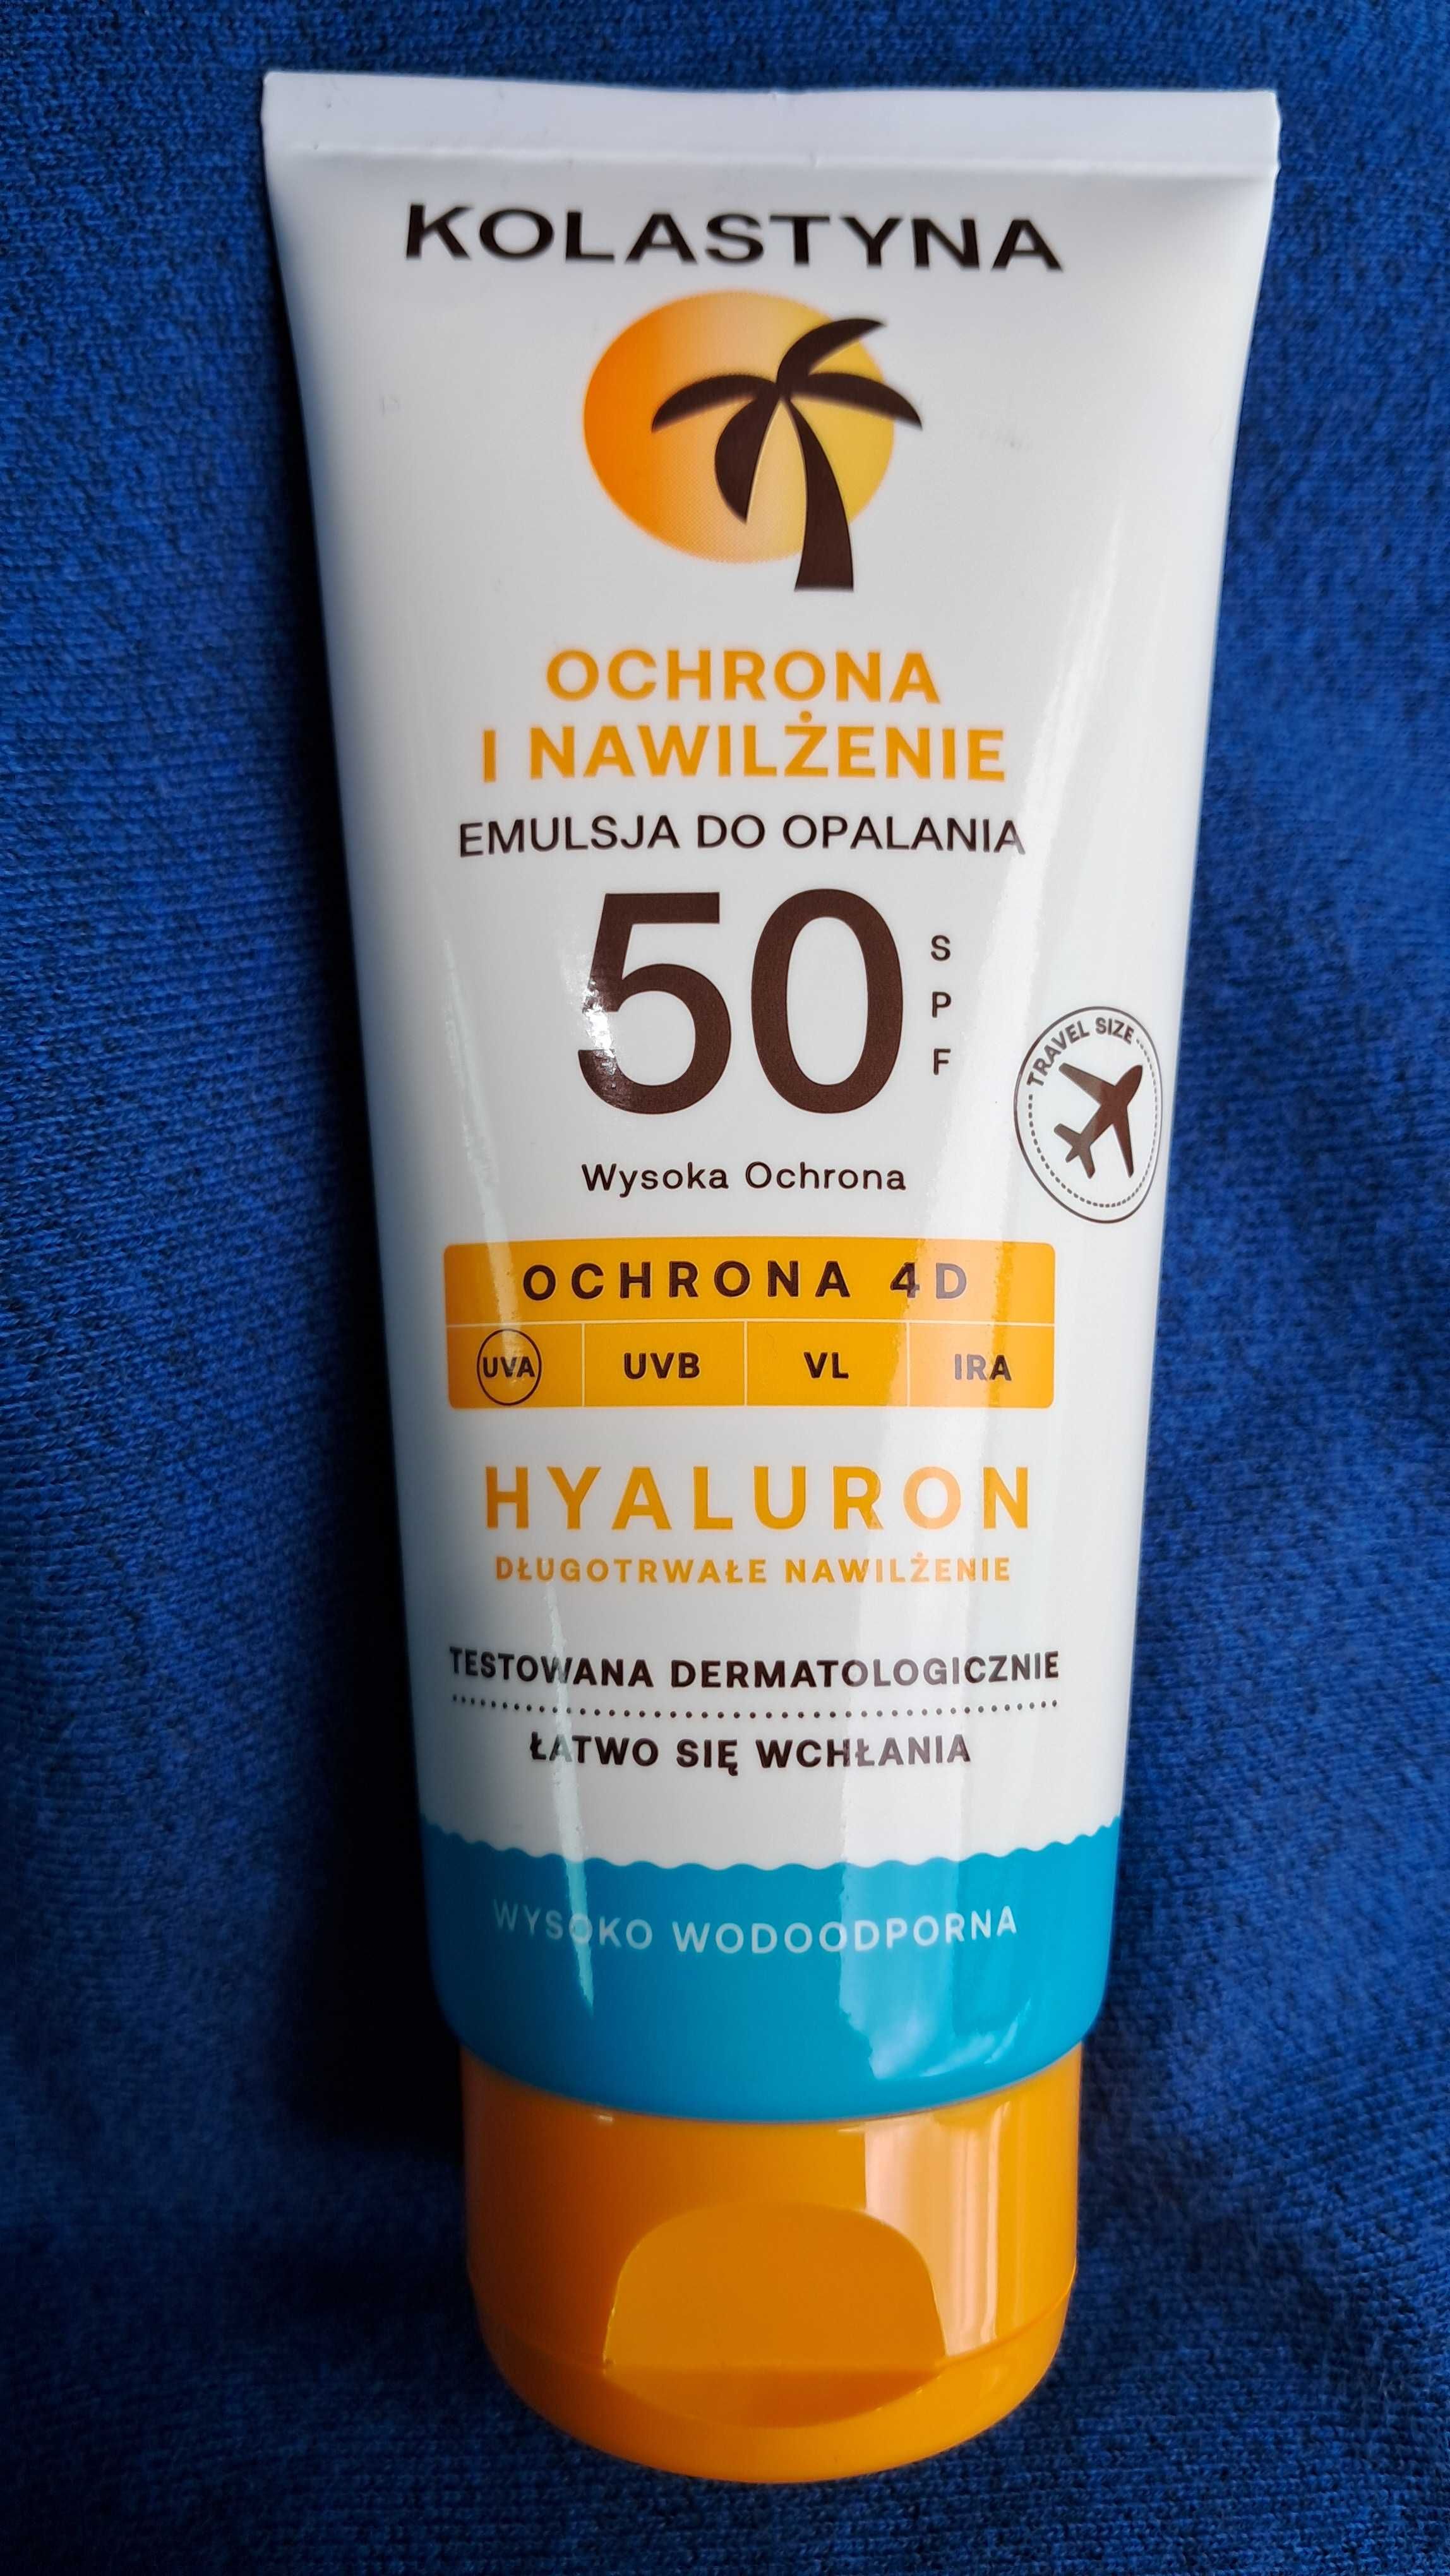 KOLASTYNA
OCHRONA
I NAWILŻENIE
EMULSJA DO OPALANIA
50 SPF
TRAVEL SIZE
Wysoka Ochrona
OCHRONA 4D
UVA UVB VL IRA
HYALURON
DŁUGOTRWAŁE NAWILŻENIE
TESTOWANA DERMATOLOGICZNIE
ŁATWO SIĘ WCHŁANIA
WYSOKO WODOODPORNA